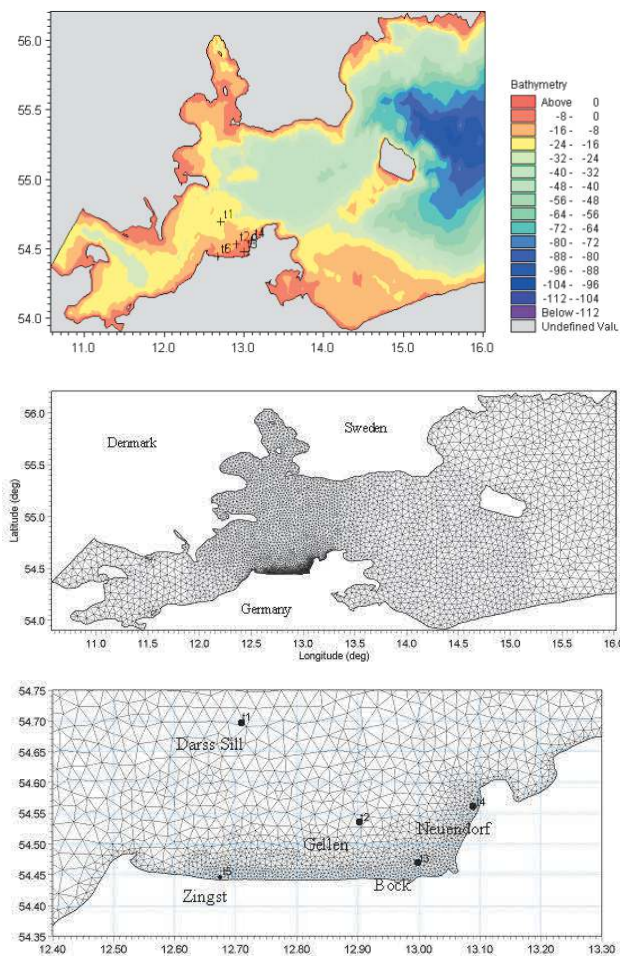 56.0
55.5
55.0
54.5
54.0
t1
11.0 12.0 13.0 14.0 15.0 16.0
Bathymetry
Above 0
-8 - 0
-16 - -8
-24 - -16
-32 - -24
-40 - -32
-48 - -40
-56 - -48
-64 - -56
-72 - -64
-80 - -72
-88 - -80
-96 - -88
-104 - -96
-112 - -104
Below -112
Undefined Valu
Latitude (deg)
56.0
55.5
55.0
54.5
54.0
Denmark
Sweden
Germany
11.0 11.5 12.0 12.5 13.0 13.5 14.0 14.5 15.0 15.5 16.0
Longitude (deg)
54.75
54.70
54.65
54.60
54.55
54.50
54.45
54.40
54.35
t1
Darss Sill
t2
Gellen
t4
Neuendorf
t3
Bock
t5
Zingst
12.40 12.50 12.60 12.70 12.80 12.90 13.00 13.10 13.20 13.30